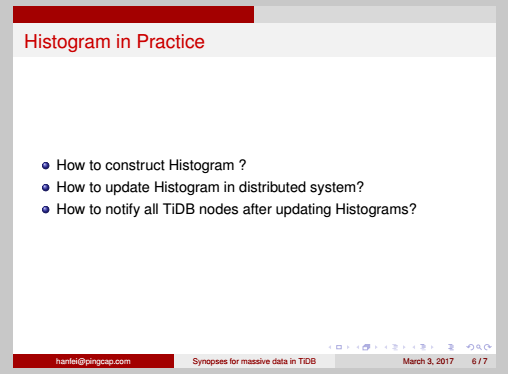 Histogram in Practice
How to construct Histogram ?
How to update Histogram in distributed system?
How to notify all TiDB nodes after updating Histograms?
hanfei@pingcap.com
Synopses for massive data in TiDB
March 3, 2017
6 / 7